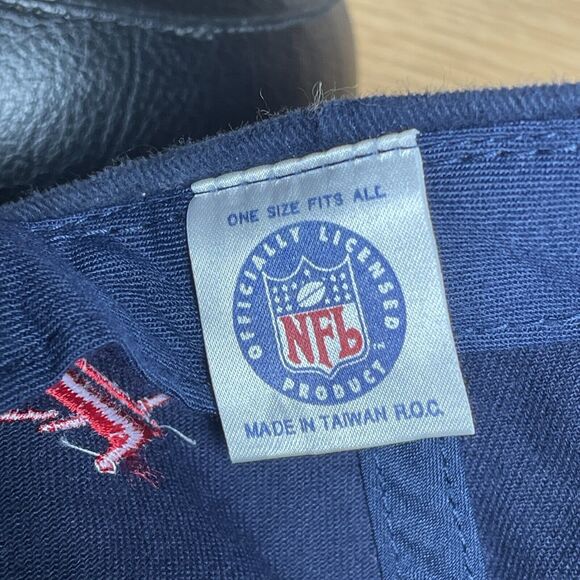 ONE SIZE FITS ALL
OFFICIALLY LICENSED
NFL
PRODUCT
MADE IN TAIWAN R.O.C.